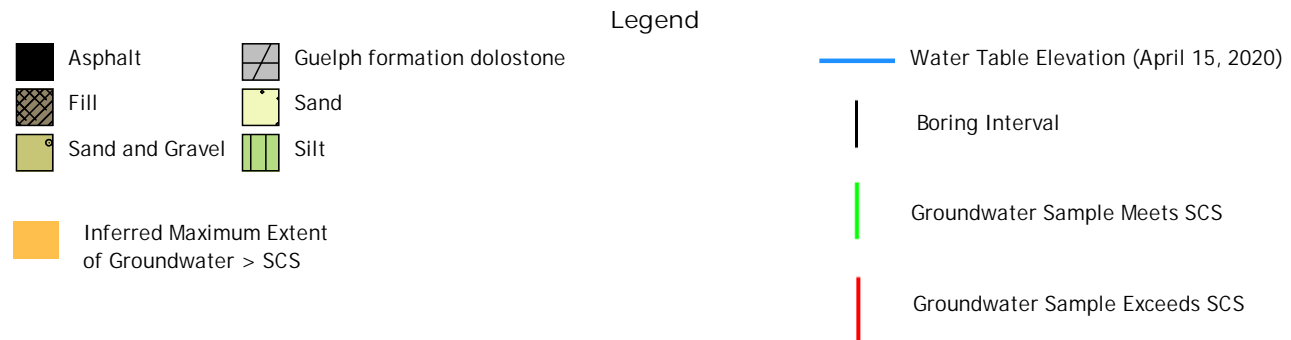 Legend
Asphalt
Guelph formation dolostone
Water Table Elevation (April 15, 2020)
Fill
Sand
Boring Interval
Sand and Gravel
Silt
Groundwater Sample Meets SCS
Inferred Maximum Extent
of Groundwater > SCS
Groundwater Sample Exceeds SCS